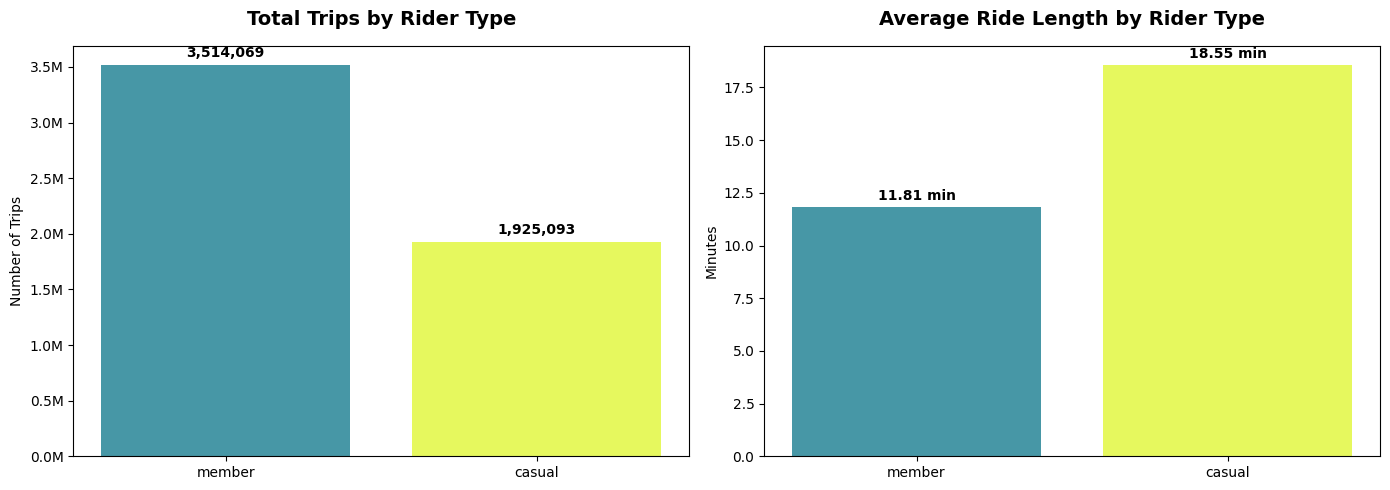 Total Trips by Rider Type
3,514,069
1,925,093
Number of Trips
3.5M
3.0M
2.5M
2.0M
1.5M
1.0M
0.5M
0.0M
member
casual
Average Ride Length by Rider Type
18.55 min
11.81 min
Minutes
17.5
15.0
12.5
10.0
7.5
5.0
2.5
0.0
member
casual